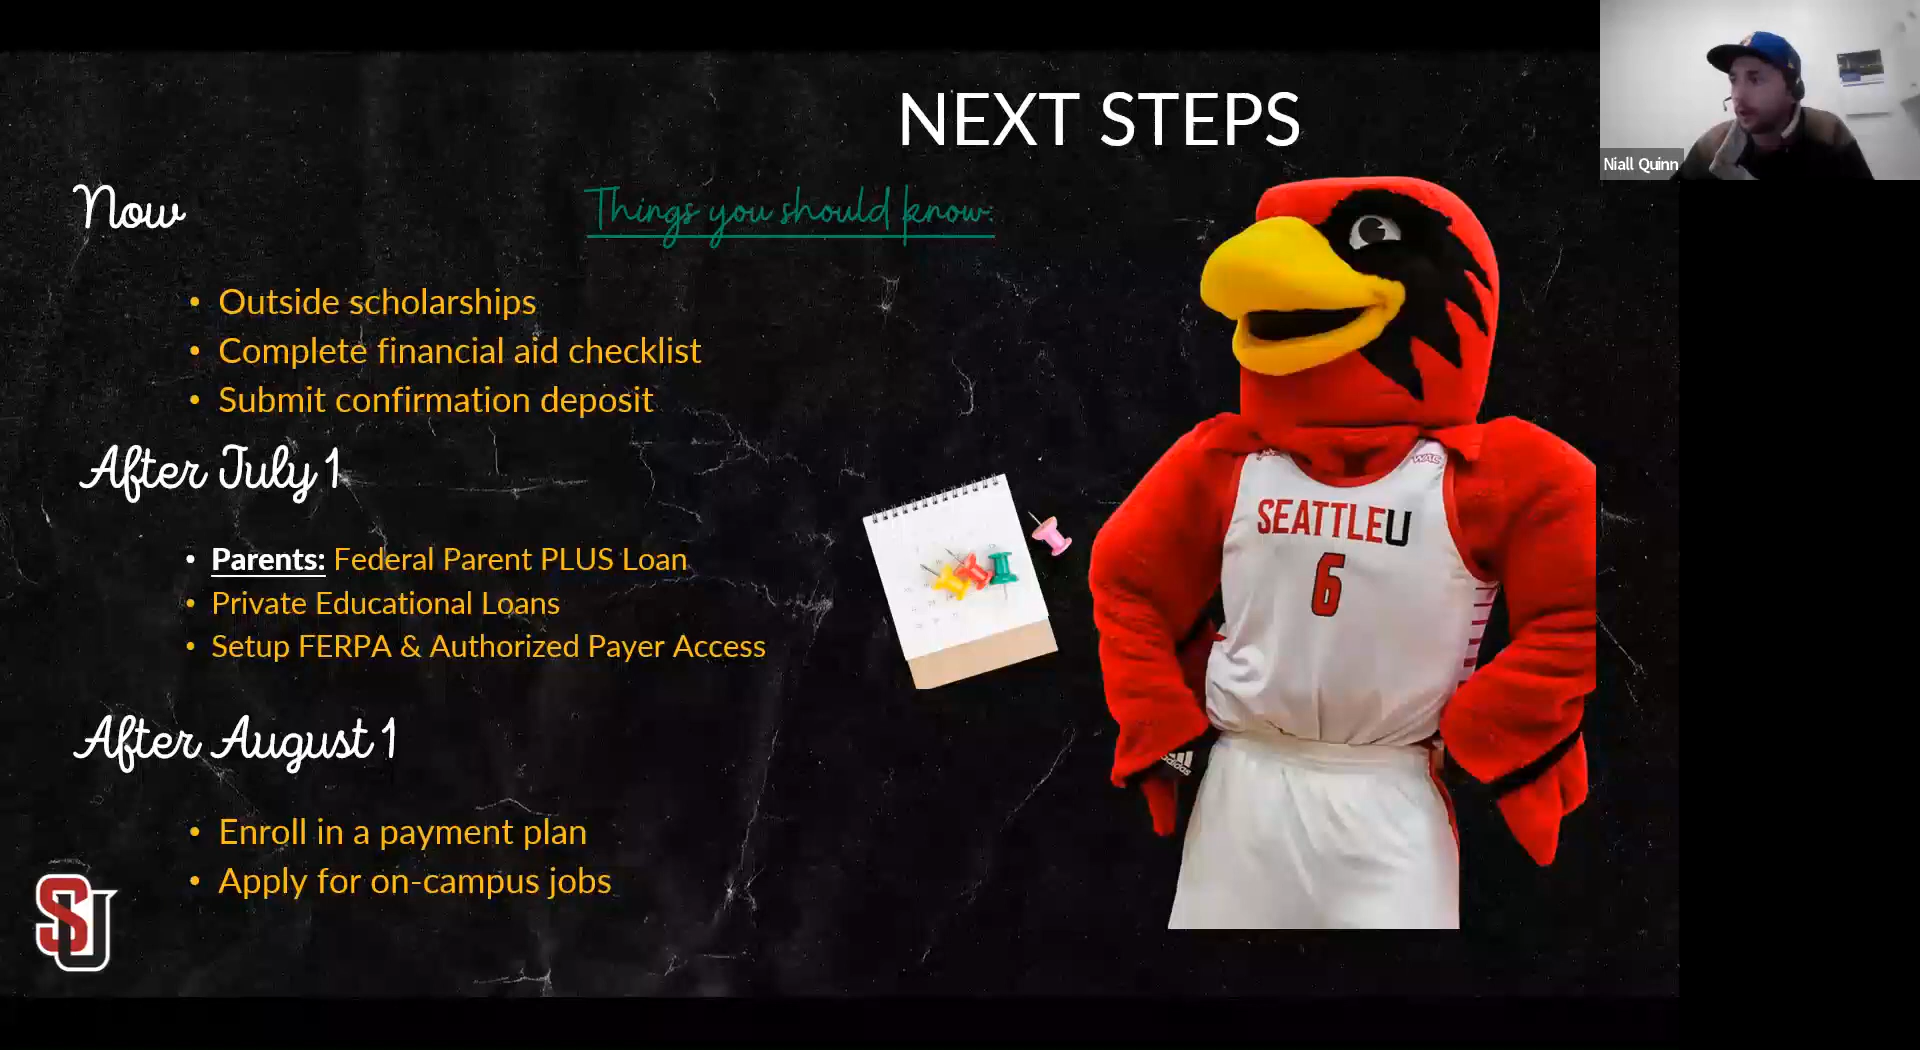 NEXT STEPS
Niall Quinn
Now
Things you should know:
• Outside scholarships
• Complete financial aid checklist
• Submit confirmation deposit
After July 1
• Parents: Federal Parent PLUS Loan
• Private Educational Loans
• Setup FERPA & Authorized Payer Access
After August 1
• Enroll in a payment plan
• Apply for on-campus jobs
WAC
SEATTLEU
6
adidas
SU